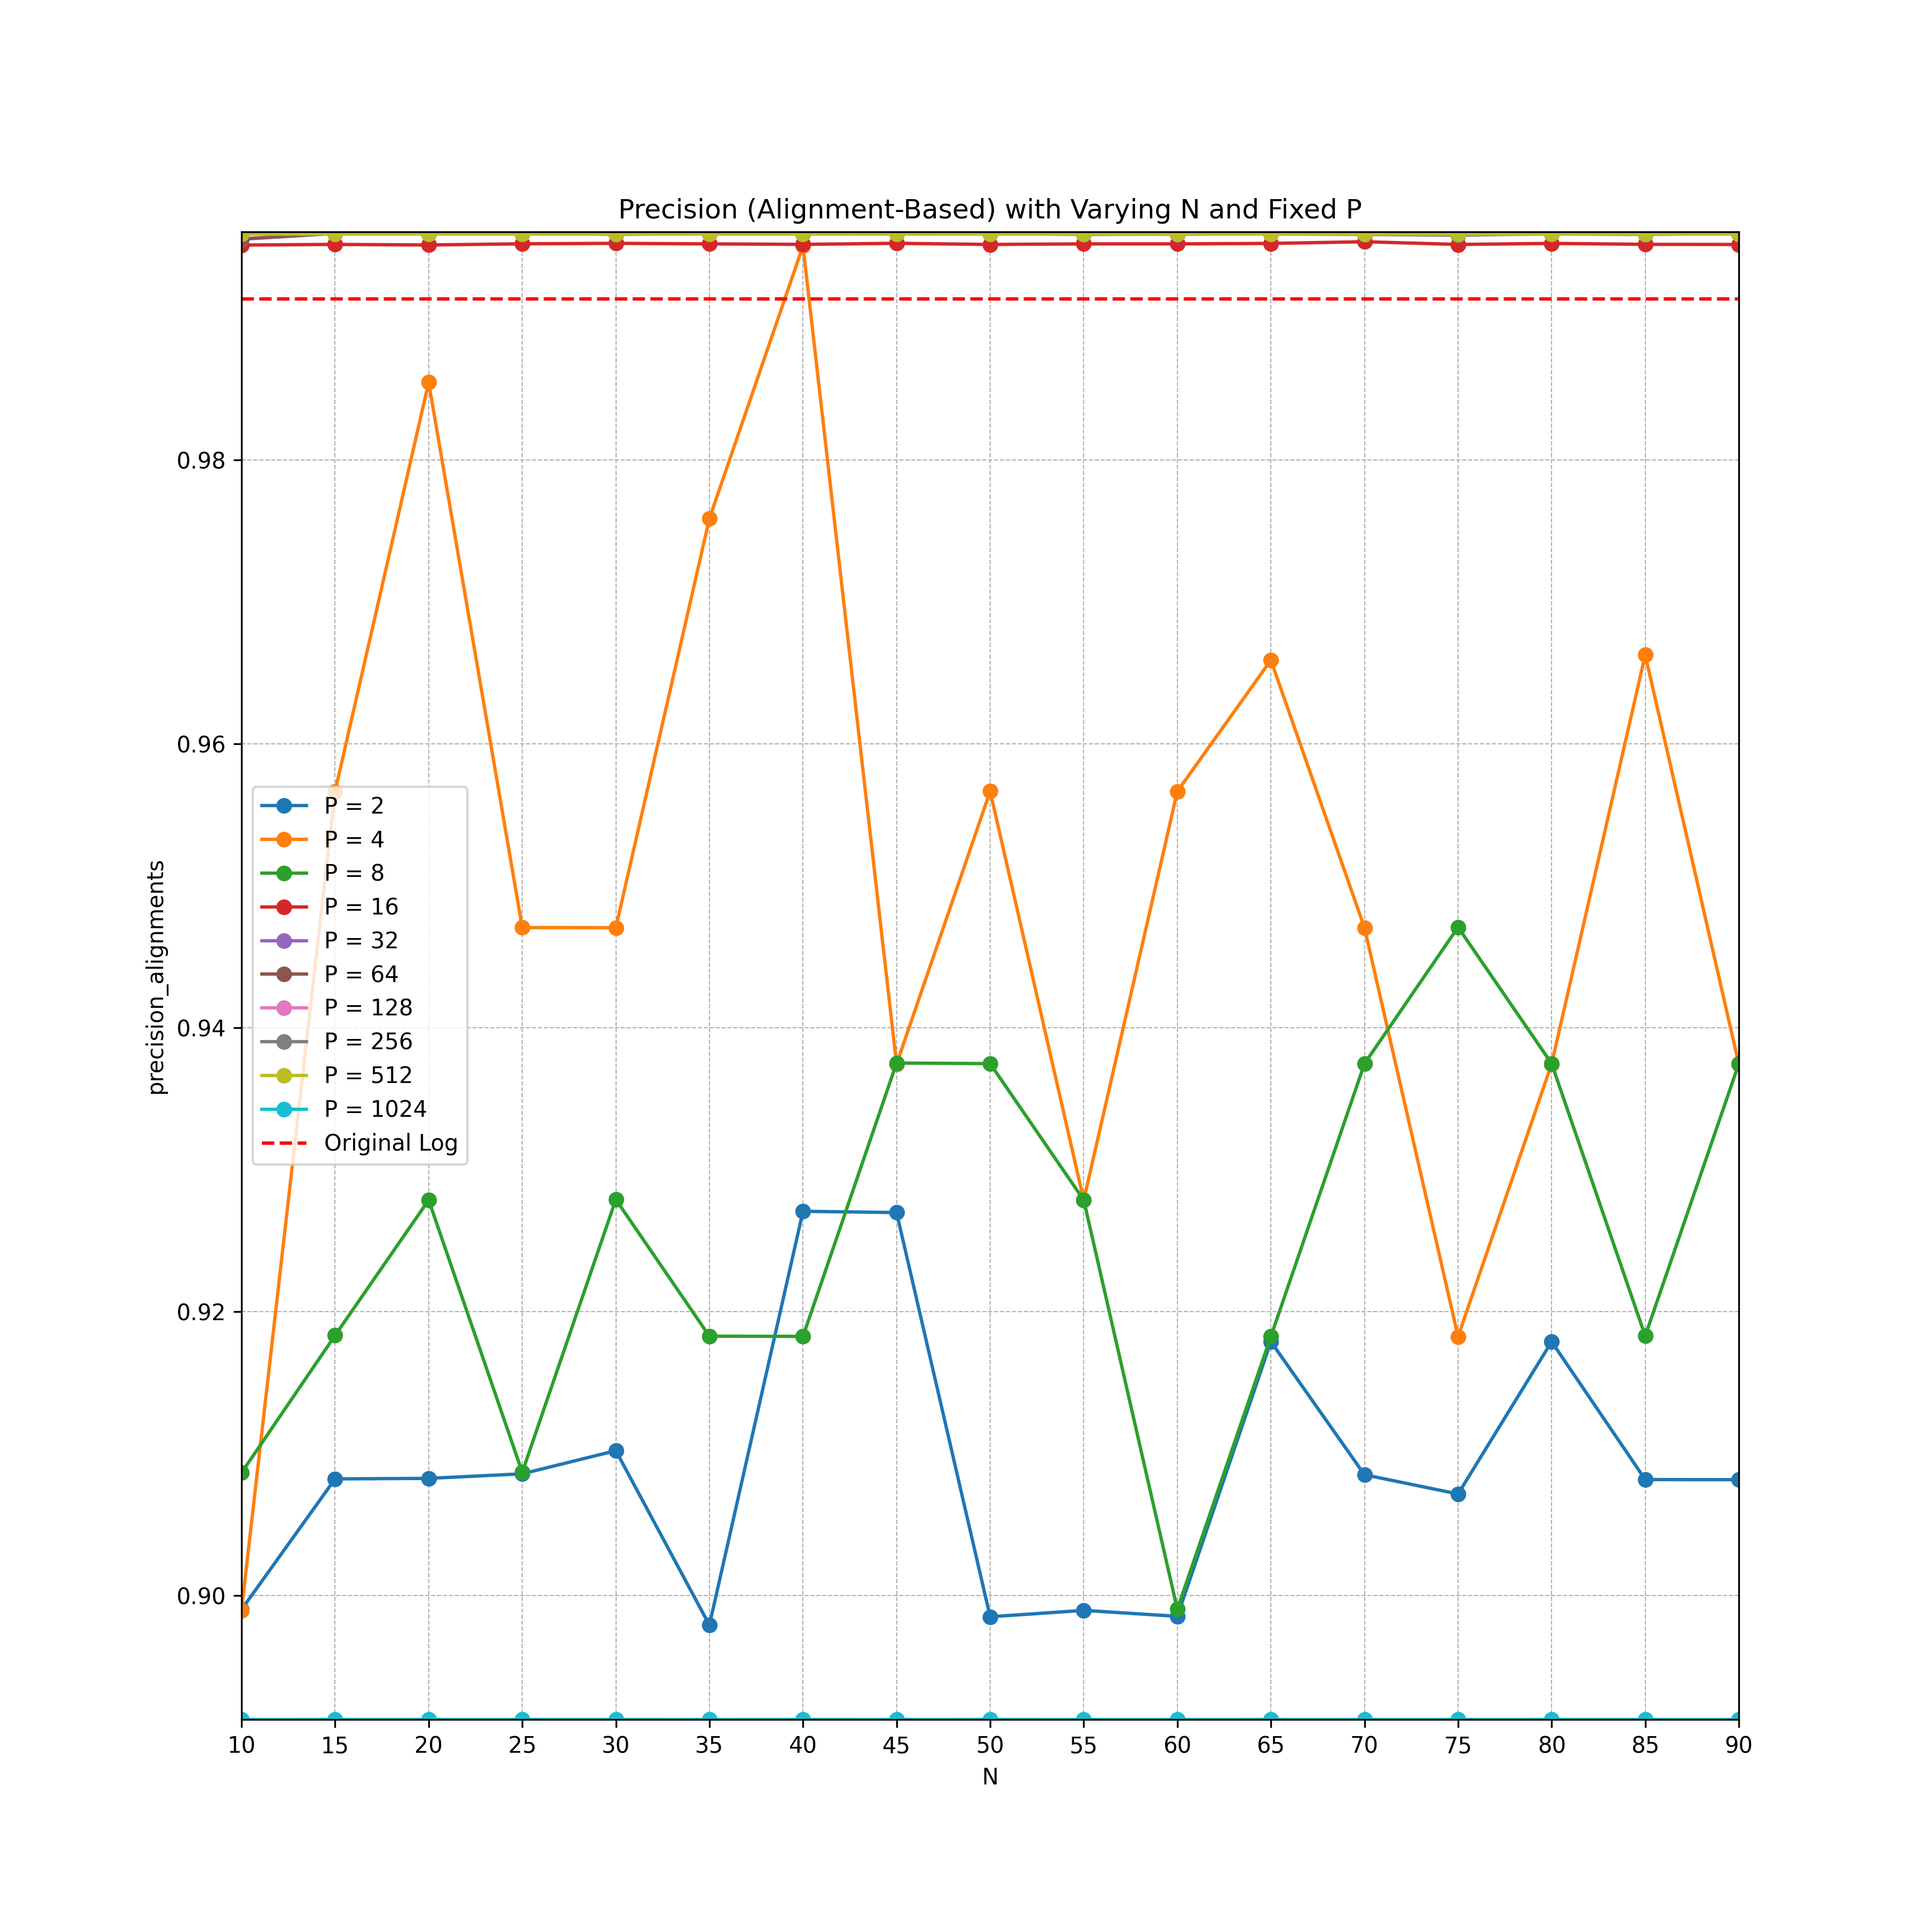 Precision (Alignment-Based) with Varying N and Fixed P
precision_alignments
0.98
0.96
0.94
0.92
0.90
P = 2
P = 4
P = 8
P = 16
P = 32
P = 64
P = 128
P = 256
P = 512
P = 1024
Original Log
10 15 20 25 30 35 40 45 50 55 60 65 70 75 80 85 90
N